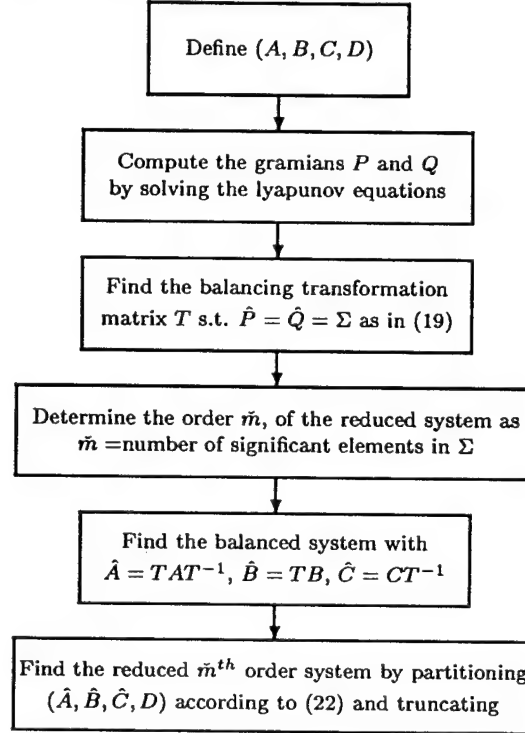 Define (A, B, C, D)
Compute the gramians P and Q
by solving the lyapunov equations
Find the balancing transformation
matrix T s.t. P̂ = Q̂ = Σ as in (19)
Determine the order m̌, of the reduced system as
m̌ =number of significant elements in Σ
Find the balanced system with
Â = TAT⁻¹, B̂ = TB, Ĉ = CT⁻¹
Find the reduced m̌ᵗʰ order system by partitioning
(Â, B̂, Ĉ, D) according to (22) and truncating